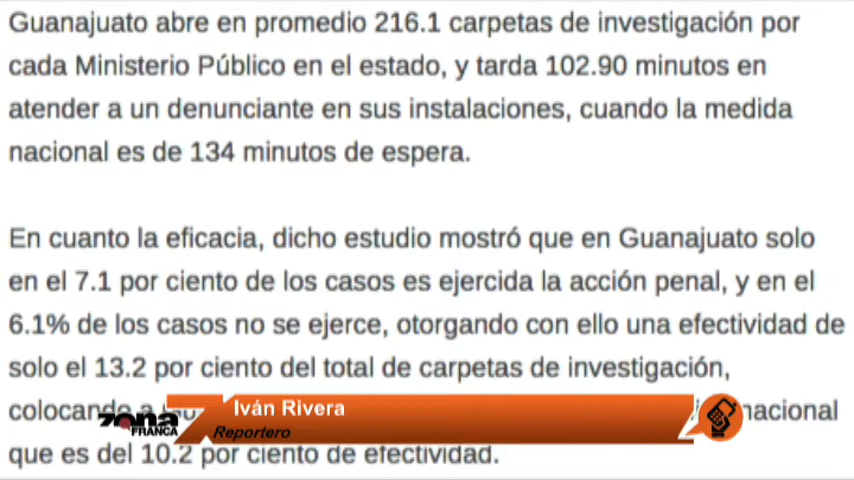 Guanajuato abre en promedio 216.1 carpetas de investigación por
cada Ministerio Público en el estado, y tarda 102.90 minutos en
atender a un denunciante en sus instalaciones, cuando la medida
nacional es de 134 minutos de espera.
En cuanto la eficacia, dicho estudio mostró que en Guanajuato solo
en el 7.1 por ciento de los casos es ejercida la acción penal, y en el
6.1% de los casos no se ejerce, otorgando con ello una efectividad de
solo el 13.2 por ciento del total de carpetas de investigación,
colocando a nacional
que es del 10.2 por ciento de efectividad.
zona
FRANCA
Iván Rivera
Reportero